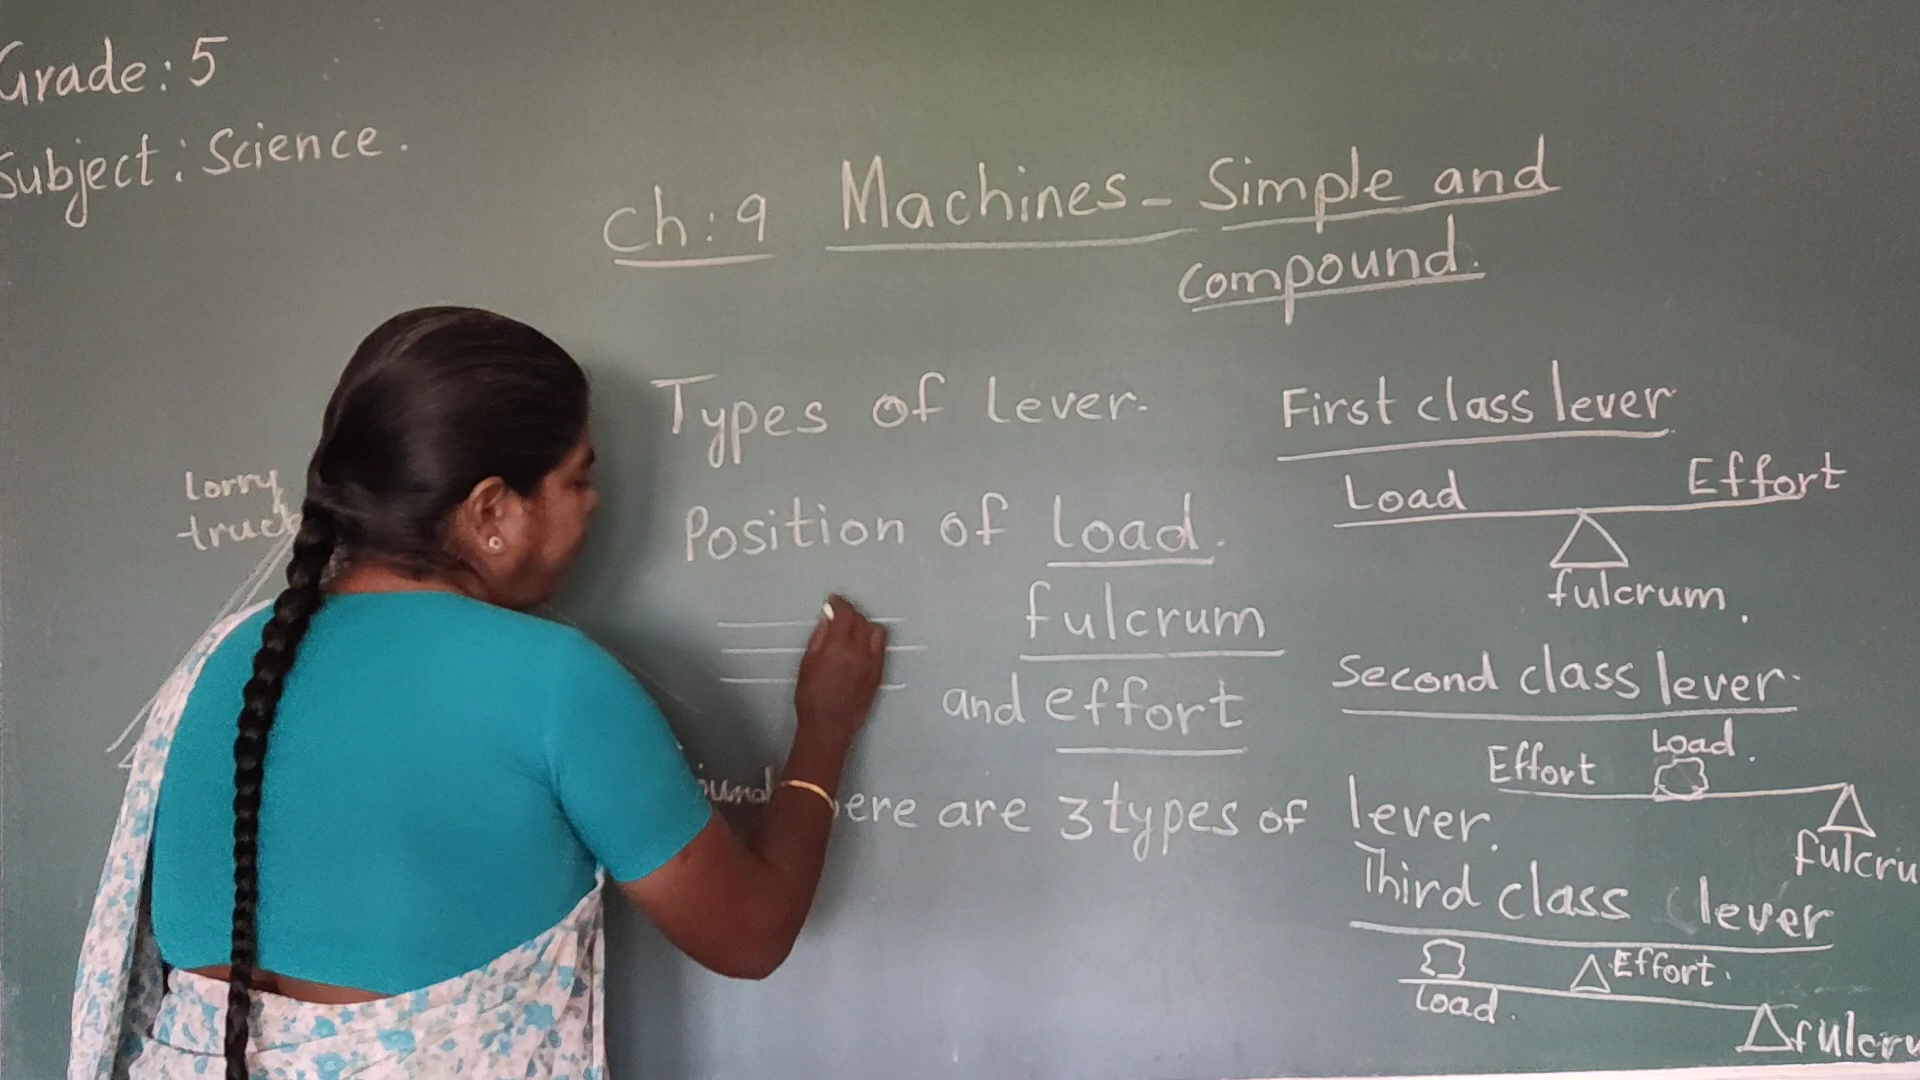 Grade: 5
Subject: Science.
Ch: 9 Machines - Simple and
compound.
Types of lever.
Position of load.
fulcrum
and effort
are 3 types of lever.
lorry
truck
First class lever
Load Effort
fulcrum.
Second class lever.
Effort Load.
Third class lever
Effort.
load.